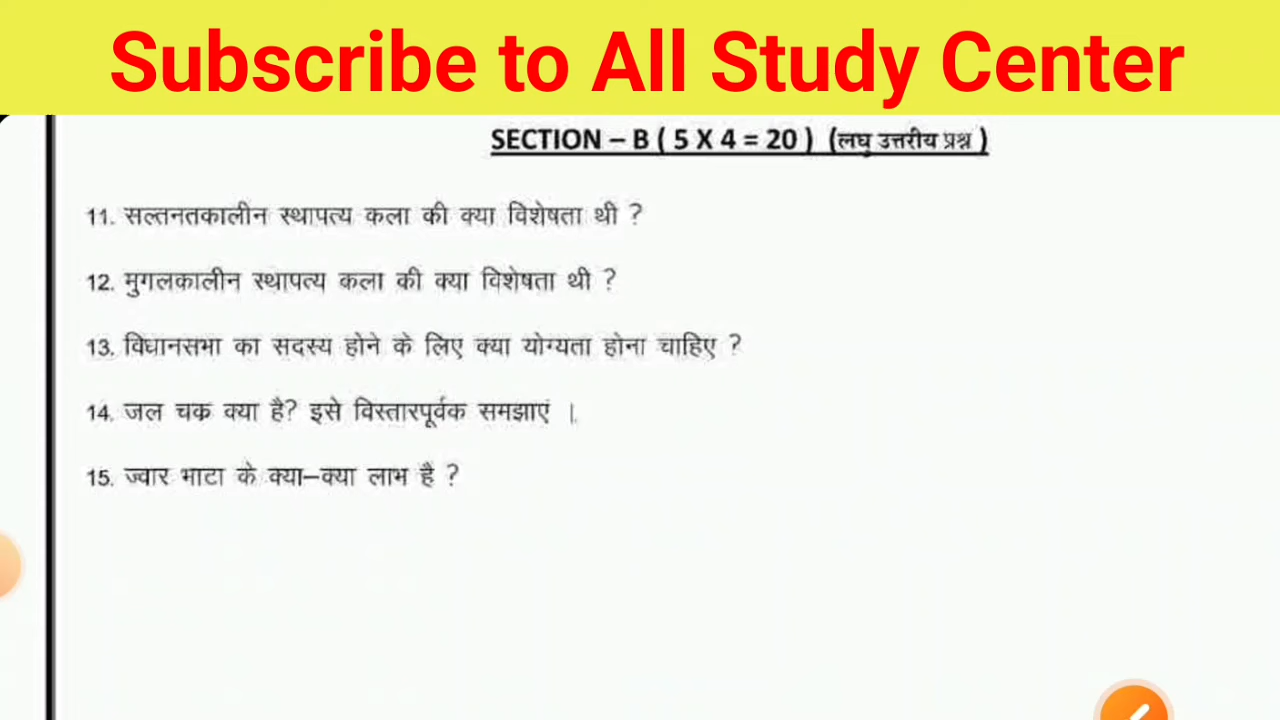 Subscribe to All Study Center
SECTION – B ( 5 X 4 = 20 ) (लघु उत्तरीय प्रश्न )
11. सल्तनतकालीन स्थापत्य कला की क्या विशेषता थी ?
12. मुगलकालीन स्थापत्य कला की क्या विशेषता थी ?
13. विधानसभा का सदस्य होने के लिए क्या योग्यता होना चाहिए ?
14. जल चक्र क्या है? इसे विस्तारपूर्वक समझाएं ।
15. ज्वार भाटा के क्या–क्या लाभ है ?